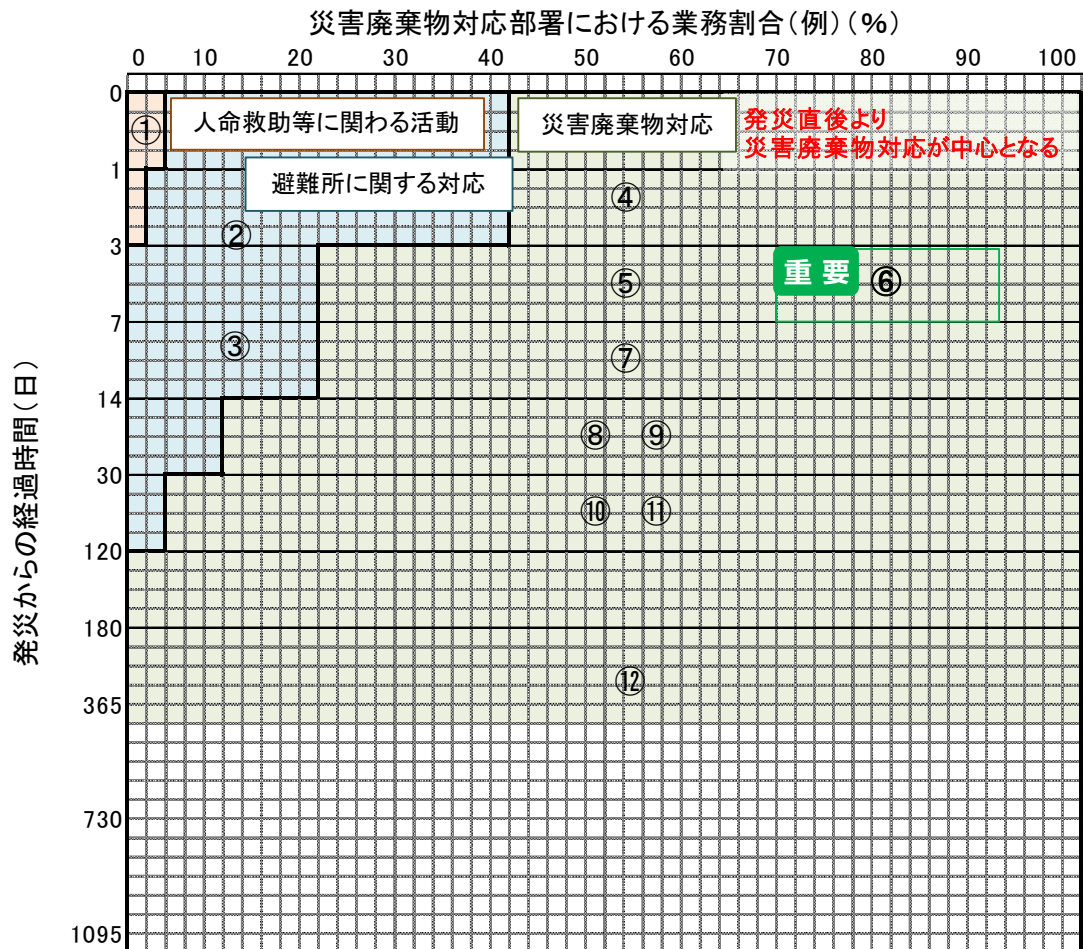 災害廃棄物対応部署における業務割合(例)(%)
0 10 20 30 40 50 60 70 80 90 100
0
① 人命救助等に関わる活動 災害廃棄物対応 発災直後より
災害廃棄物対応が中心となる
1
避難所に関する対応 ④
②
3
重要 ⑥
⑤
7
③ ⑦
14
⑧ ⑨
30
⑩ ⑪
120
180
⑫
365
730
1095
発災からの経過時間(日)